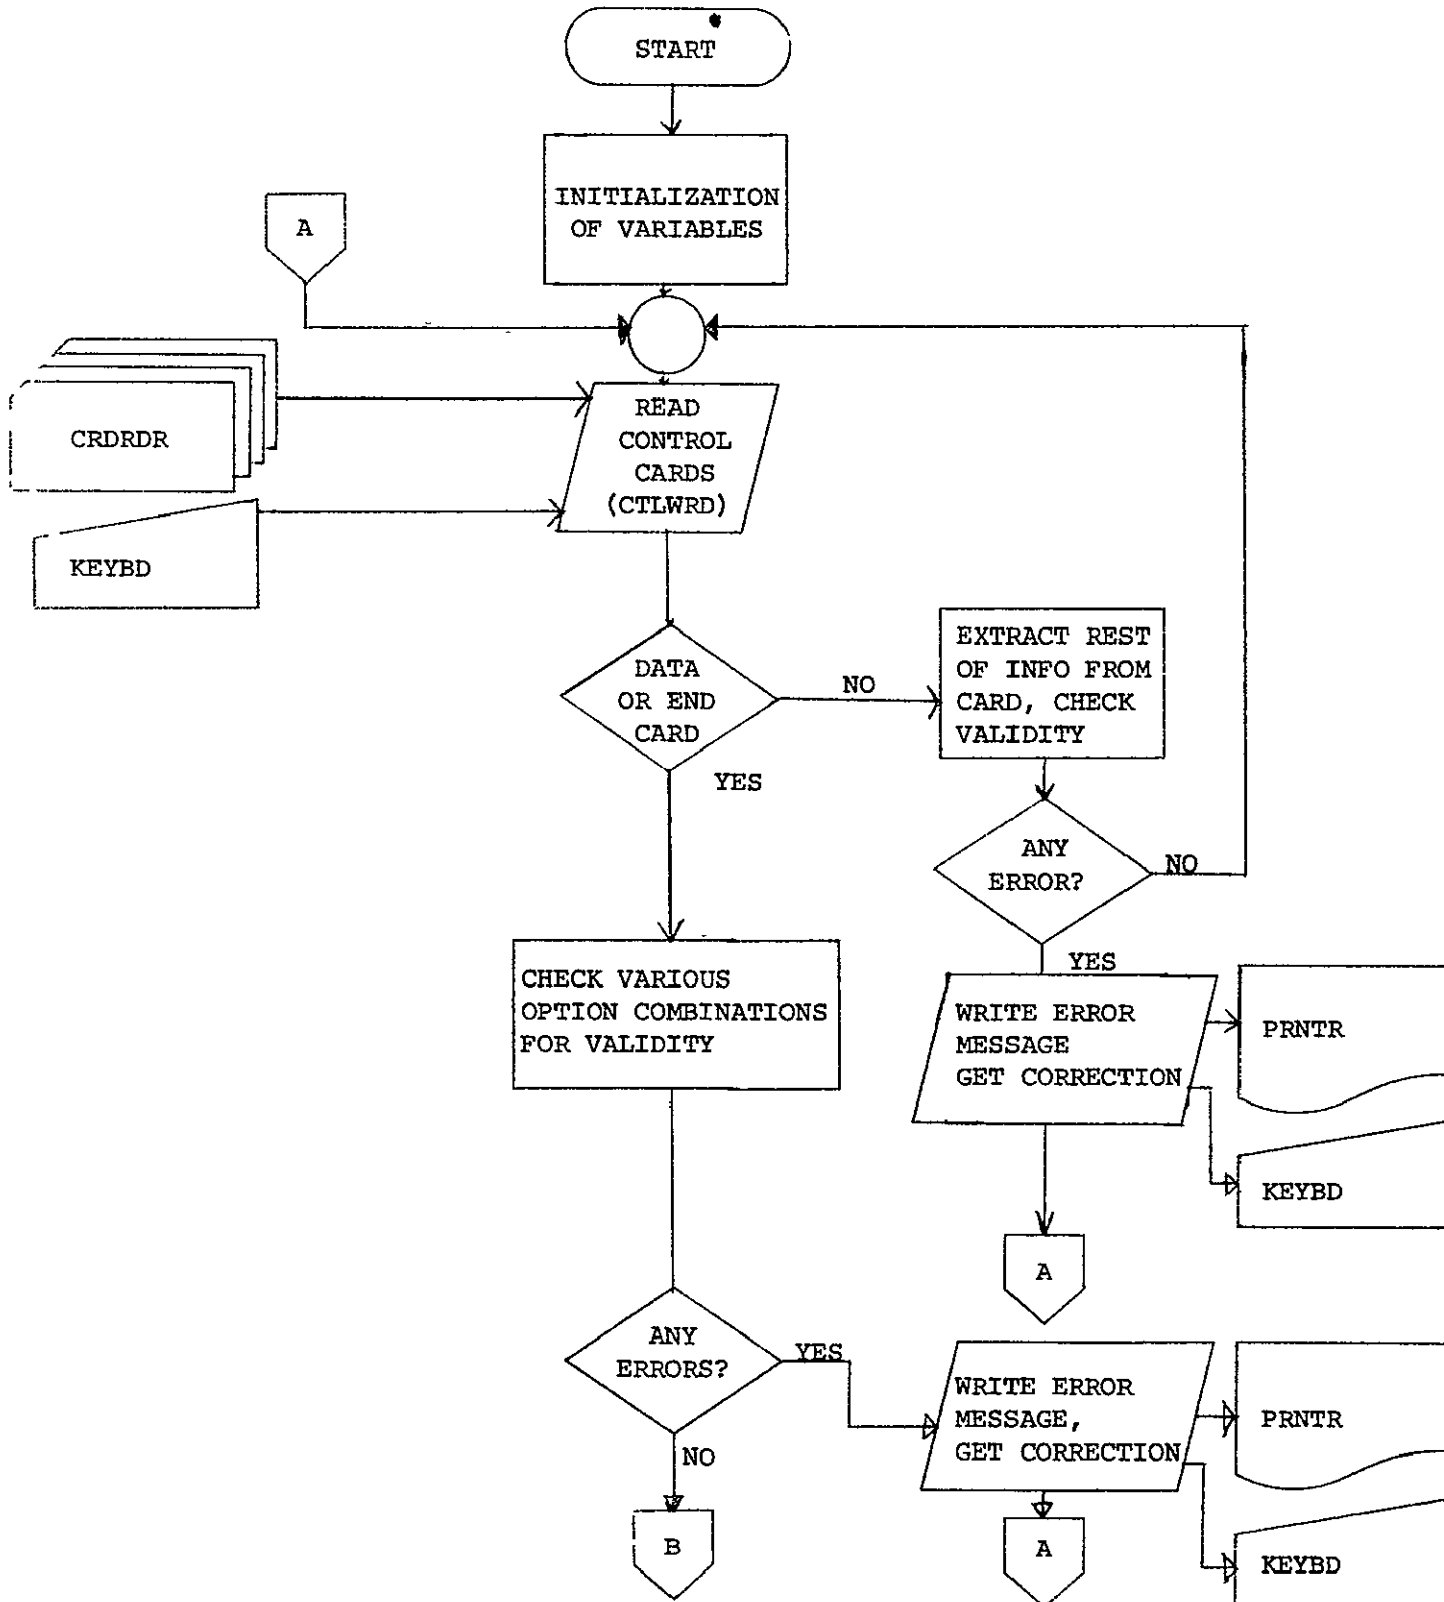 START
INITIALIZATION
OF VARIABLES
A
READ
CONTROL
CARDS
(CTLWRD)
CRDRDR
KEYBD
DATA
OR END
CARD
NO
YES
EXTRACT REST
OF INFO FROM
CARD, CHECK
VALIDITY
ANY
ERROR?
NO
YES
CHECK VARIOUS
OPTION COMBINATIONS
FOR VALIDITY
WRITE ERROR
MESSAGE
GET CORRECTION
PRNTR
KEYBD
A
ANY
ERRORS?
YES
NO
WRITE ERROR
MESSAGE,
GET CORRECTION
PRNTR
KEYBD
B
A